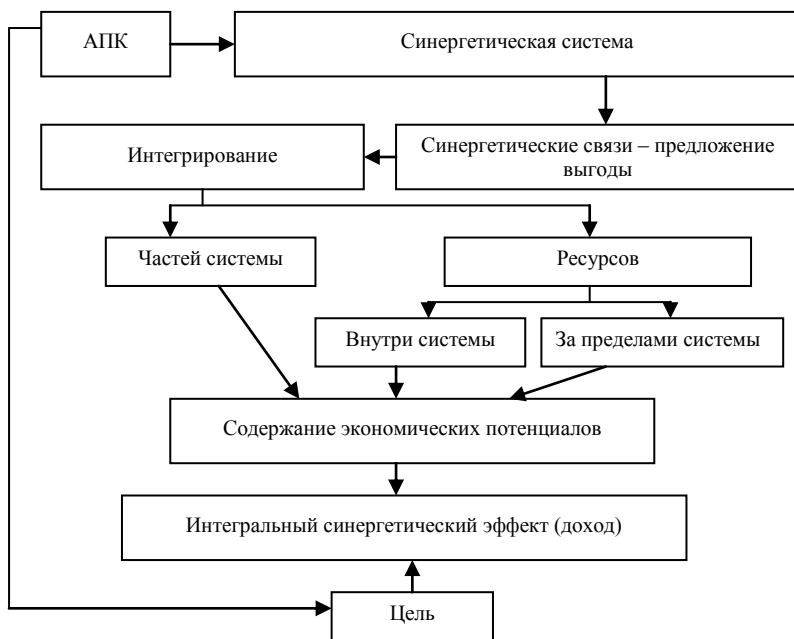 АПК
Синергетическая система
Интегрирование
Синергетические связи – предложение
выгоды
Частей системы
Ресурсов
Внутри системы
За пределами системы
Содержание экономических потенциалов
Интегральный синергетический эффект (доход)
Цель